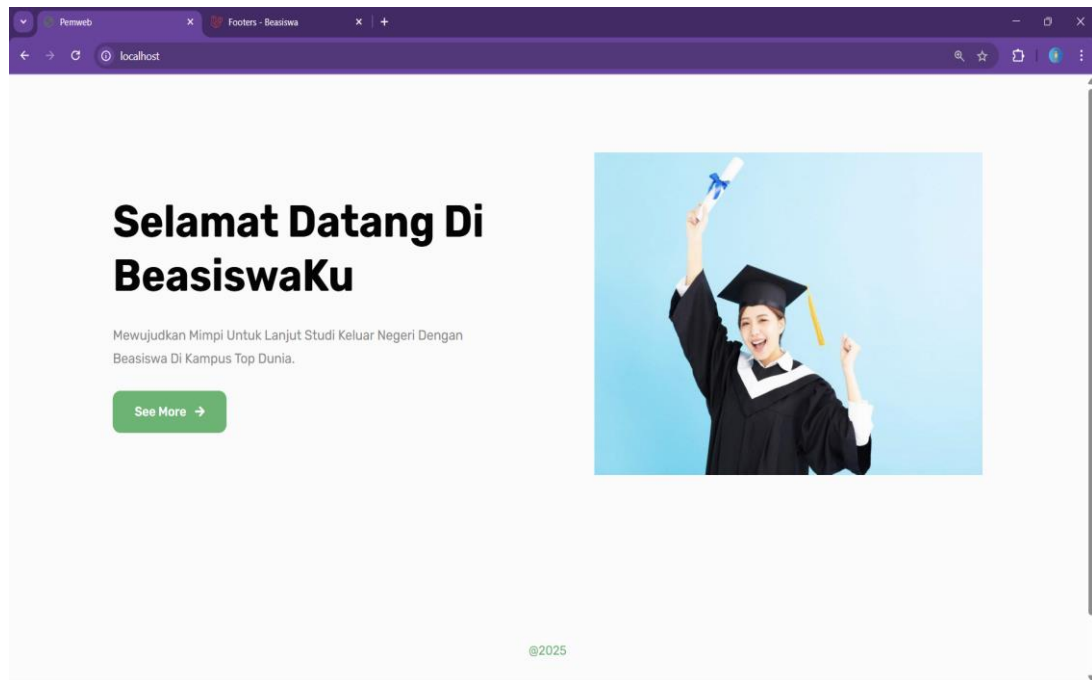 Pemweb
Footers - Beasiswa
localhost
Selamat Datang Di
BeasiswaKu
Mewujudkan Mimpi Untuk Lanjut Studi Keluar Negeri Dengan
Beasiswa Di Kampus Top Dunia.
See More
@2025